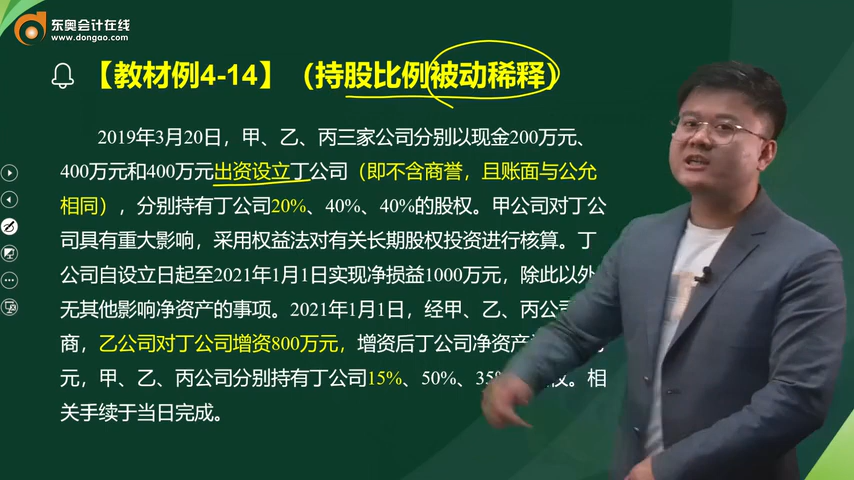 东奥会计在线
www.dongao.com
【教材例4-14】（持股比例被动稀释）
2019年3月20日，甲、乙、丙三家公司分别以现金200万元、
400万元和400万元出资设立丁公司（即不含商誉，且账面与公允
相同），分别持有丁公司20%、40%、40%的股权。甲公司对丁公
司具有重大影响，采用权益法对有关长期股权投资进行核算。丁
公司自设立日起至2021年1月1日实现净损益1000万元，除此以外
无其他影响净资产的事项。2021年1月1日，经甲、乙、丙公司
商，乙公司对丁公司增资800万元，增资后丁公司净资产
元，甲、乙、丙公司分别持有丁公司15%、50%、35 权。相
关手续于当日完成。